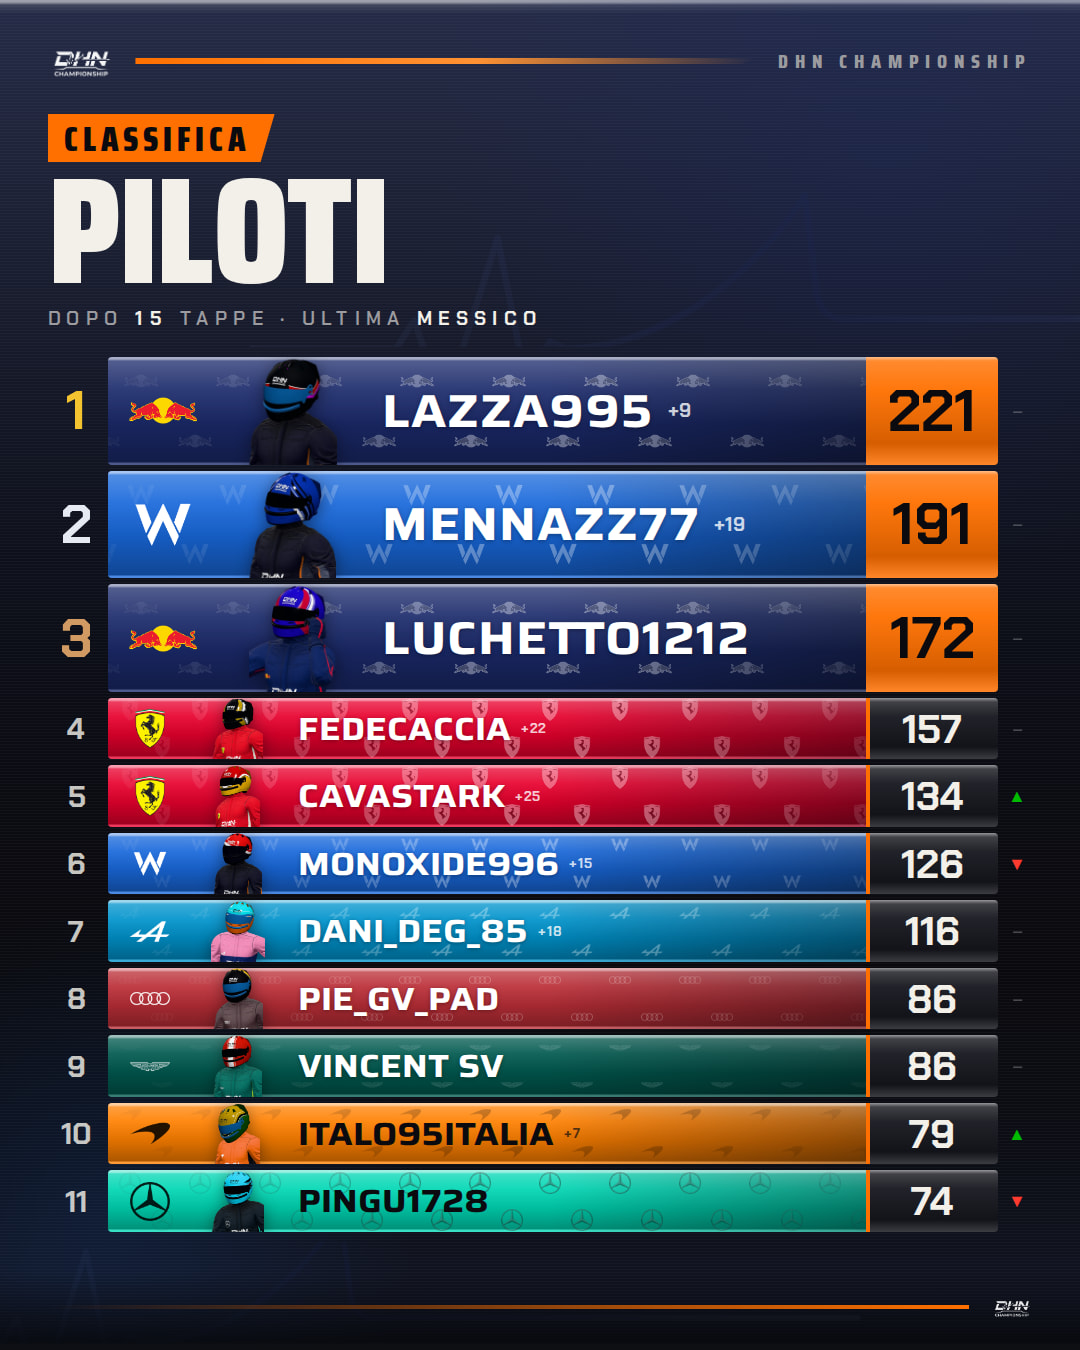 DHN
CHAMPIONSHIP
DHN CHAMPIONSHIP
CLASSIFICA
PILOTI
DOPO 15 TAPPE · ULTIMA MESSICO
1 LAZZA995 +9 221 –
2 MENNAZZ77 +19 191 –
3 LUCHETTO1212 172 –
4 FEDECACCIA +22 157 –
5 CAVASTARK +25 134 ▲
6 MONOXIDE996 +15 126 ▼
7 DANI_DEG_85 +18 116 –
8 PIE_GV_PAD 86 –
9 VINCENT SV 86 –
10 ITALO95ITALIA +7 79 ▲
11 PINGU1728 74 ▼
DHN
CHAMPIONSHIP